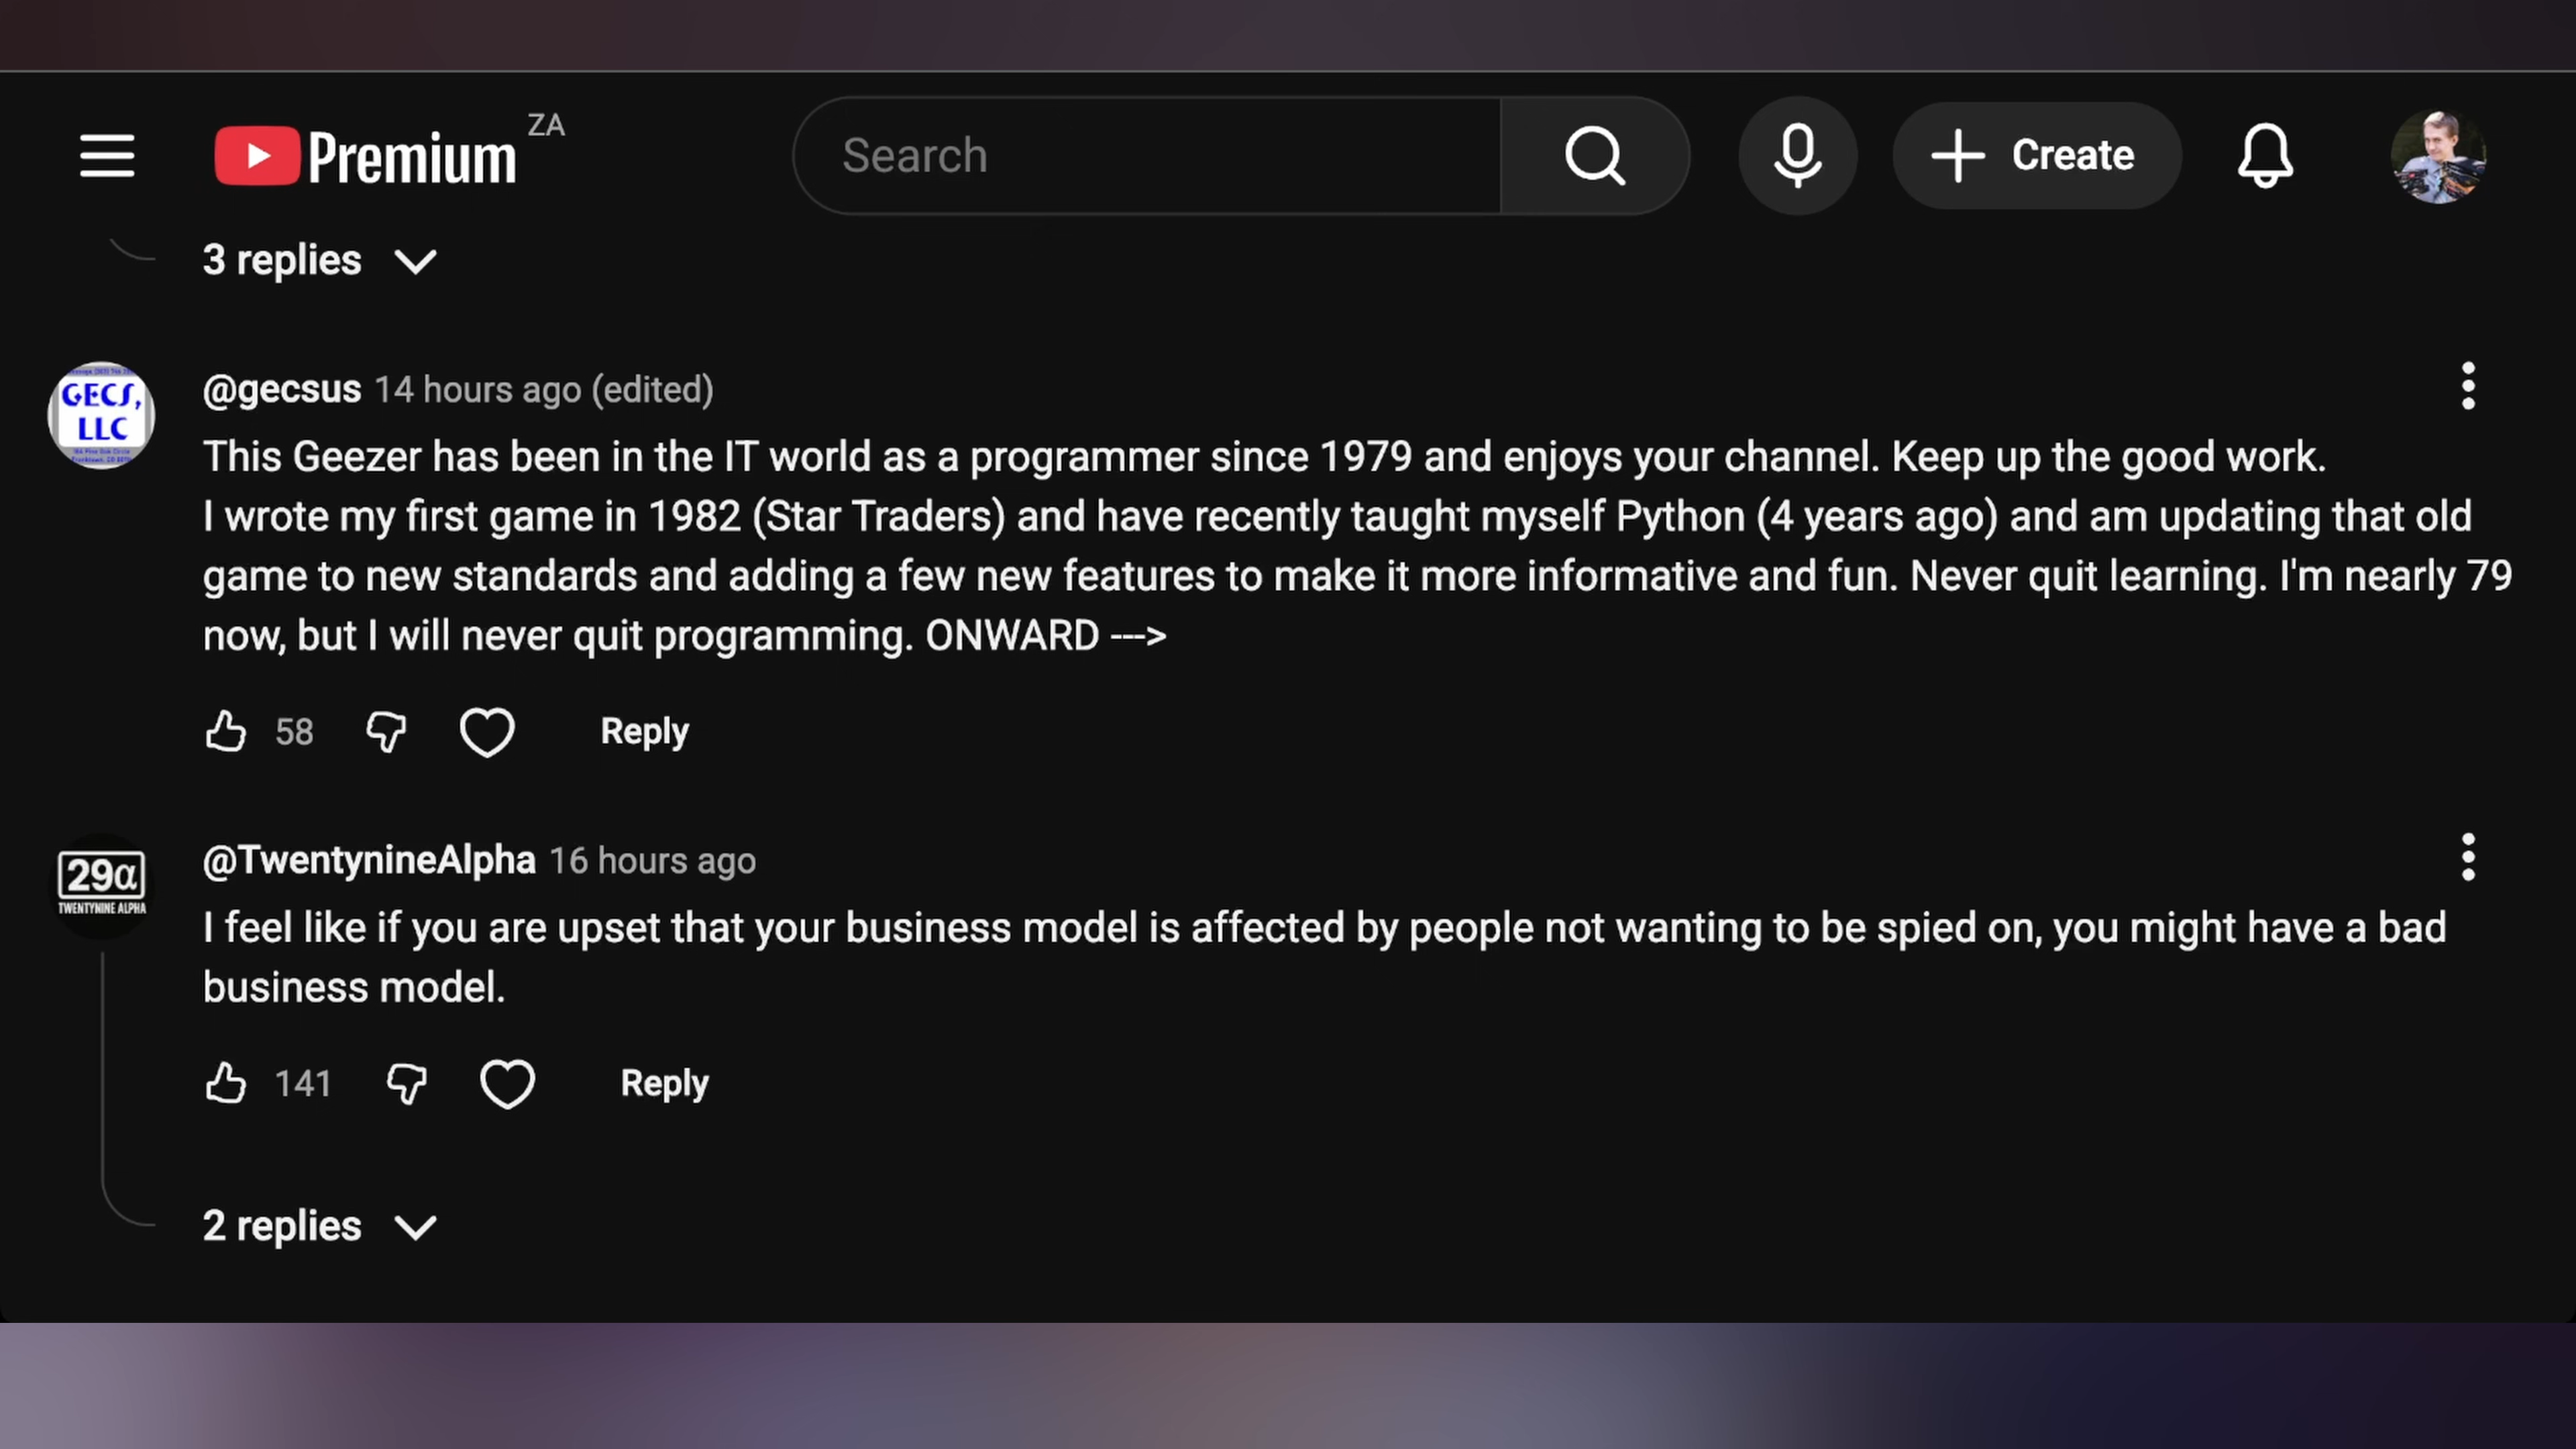 Premium ZA
Search
Create
3 replies
GECS,
LLC
@gecsus 14 hours ago (edited)
This Geezer has been in the IT world as a programmer since 1979 and enjoys your channel. Keep up the good work.
I wrote my first game in 1982 (Star Traders) and have recently taught myself Python (4 years ago) and am updating that old
game to new standards and adding a few new features to make it more informative and fun. Never quit learning. I'm nearly 79
now, but I will never quit programming. ONWARD --->
58
Reply
29α
TWENTYNINE ALPHA
@TwentynineAlpha 16 hours ago
I feel like if you are upset that your business model is affected by people not wanting to be spied on, you might have a bad
business model.
141
Reply
2 replies